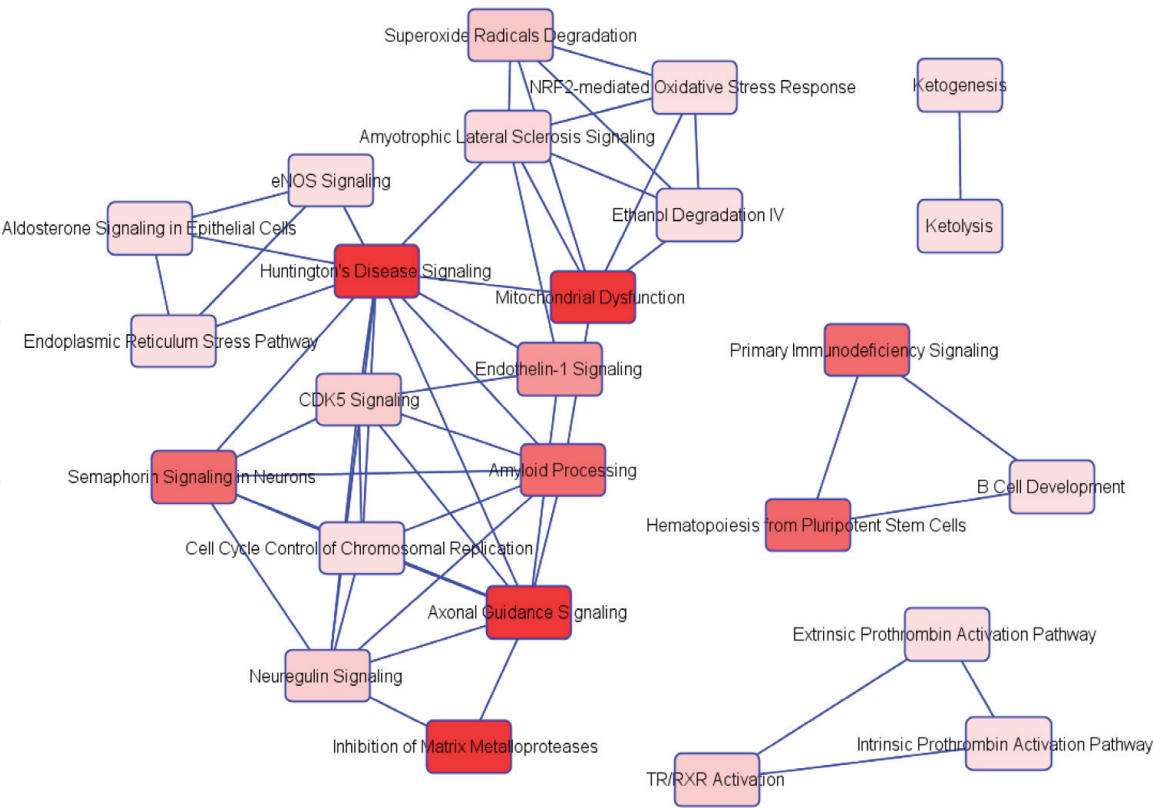 Superoxide Radicals Degradation
NRF2-mediated Oxidative Stress Response
Ketogenesis
Amyotrophic Lateral Sclerosis Signaling
eNOS Signaling
Ethanol Degradation IV
Aldosterone Signaling in Epithelial Cells
Ketolysis
Huntington's Disease Signaling
Mitochondrial Dysfunction
Endoplasmic Reticulum Stress Pathway
Primary Immunodeficiency Signaling
Endothelin-1 Signaling
CDK5 Signaling
Semaphorin Signaling in Neurons
Amyloid Processing
B Cell Development
Hematopoiesis from Pluripotent Stem Cells
Cell Cycle Control of Chromosomal Replication
Axonal Guidance Signaling
Extrinsic Prothrombin Activation Pathway
Neuregulin Signaling
Inhibition of Matrix Metalloproteases
Intrinsic Prothrombin Activation Pathway
TR/RXR Activation